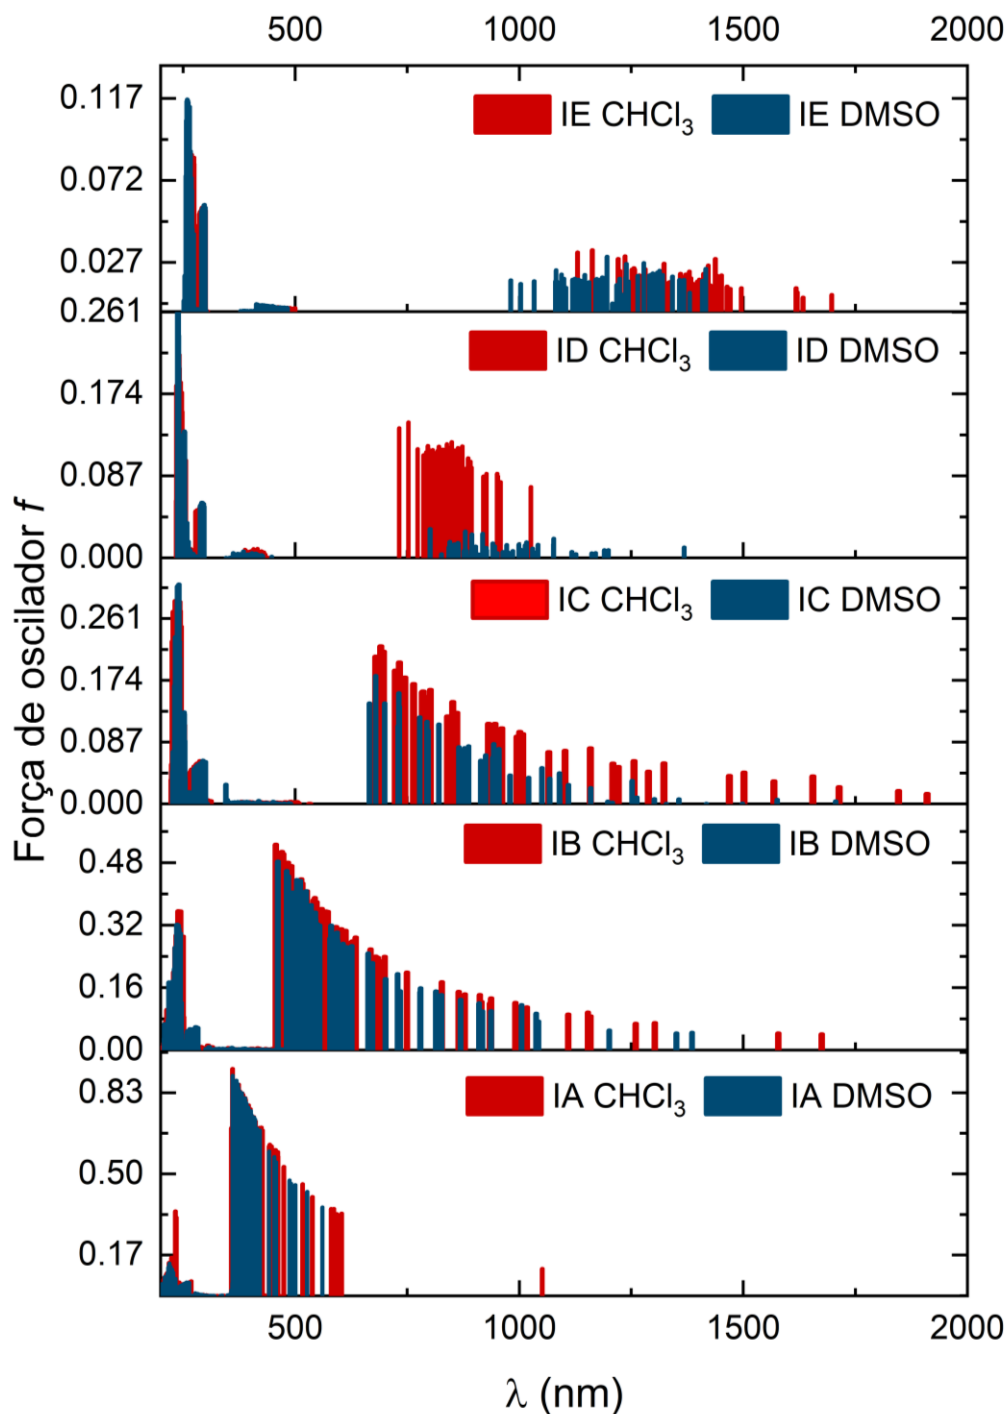 500 1000 1500 2000
0.117
IE CHCl₃ IE DMSO
0.072
0.027
0.261
ID CHCl₃ ID DMSO
0.174
0.087
0.000
IC CHCl₃ IC DMSO
0.261
0.174
0.087
0.000
IB CHCl₃ IB DMSO
0.48
0.32
0.16
0.00
IA CHCl₃ IA DMSO
0.83
0.50
0.17
500 1000 1500 2000
λ (nm)
Força de oscilador f